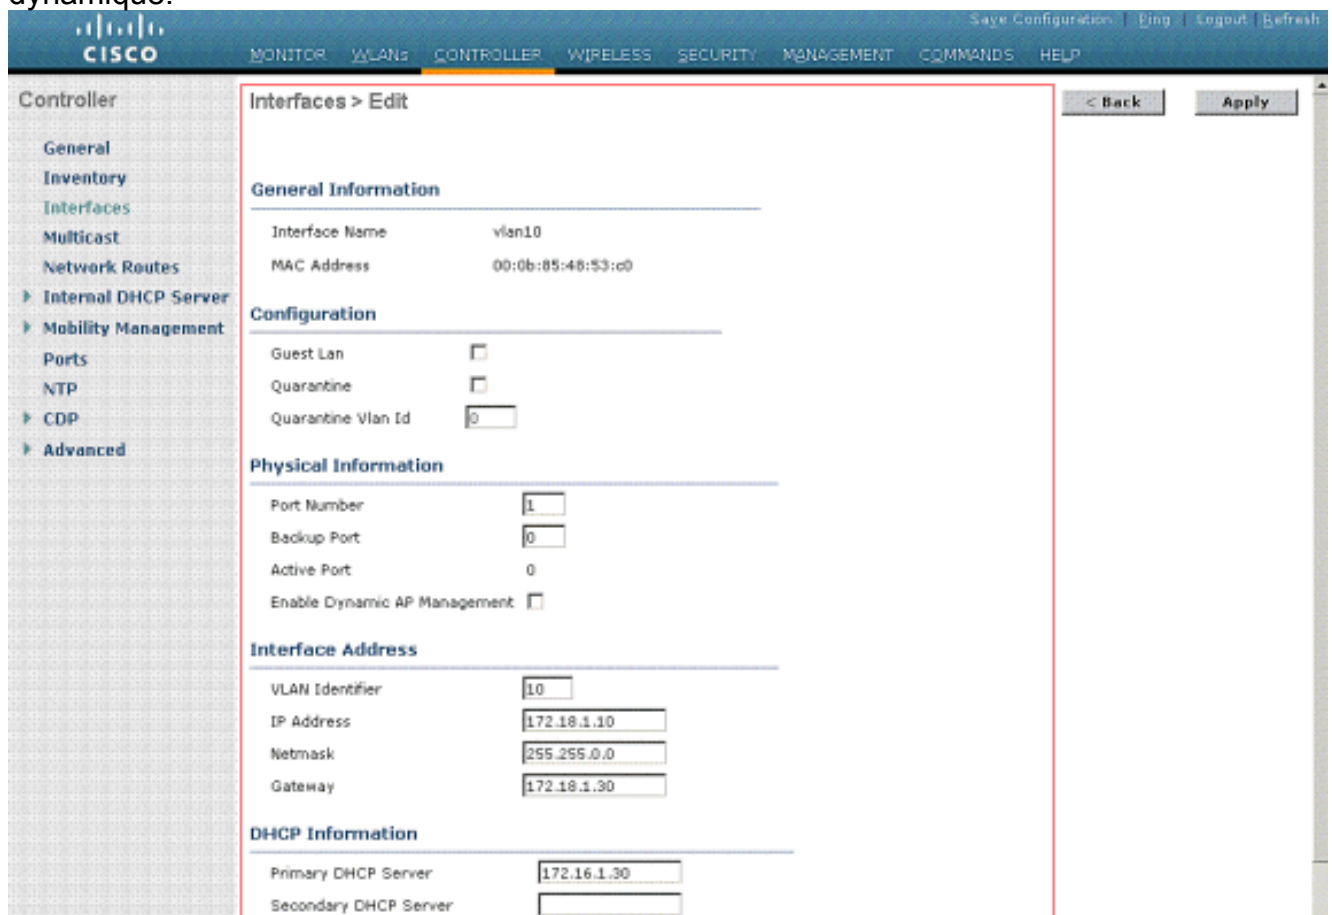 dynamique.
Save Configuration | Ping | Logout | Refresh
CISCO
MONITOR WLANs CONTROLLER WIRELESS SECURITY MANAGEMENT COMMANDS HELP
Controller
General
Inventory
Interfaces
Multicast
Network Routes
Internal DHCP Server
Mobility Management
Ports
NTP
CDP
Advanced
Interfaces > Edit
< Back
Apply
General Information
Interface Name vlan10
MAC Address 00:0b:85:48:53:c0
Configuration
Guest Lan
Quarantine
Quarantine Vlan Id 0
Physical Information
Port Number 1
Backup Port 0
Active Port 0
Enable Dynamic AP Management
Interface Address
VLAN Identifier 10
IP Address 172.18.1.10
Netmask 255.255.0.0
Gateway 172.18.1.30
DHCP Information
Primary DHCP Server 172.16.1.30
Secondary DHCP Server